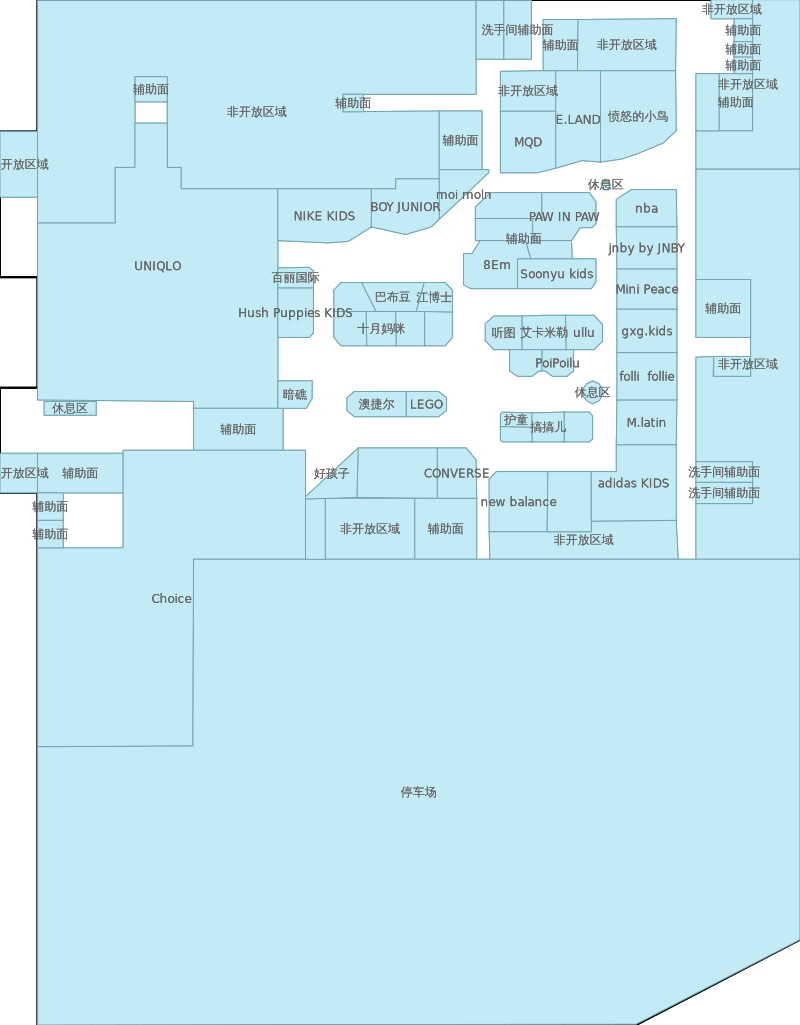 非开放区域
洗手间辅助面
辅助面
辅助面
非开放区域
辅助面
辅助面
非开放区域
辅助面
非开放区域
辅助面
辅助面
非开放区域
E.LAND
愤怒的小鸟
MQD
辅助面
开放区域
休息区
moi moln
BOY JUNIOR
nba
NIKE KIDS
PAW IN PAW
辅助面
jnby by JNBY
UNIQLO
8Em
Soonyu kids
百丽国际
Mini Peace
巴布豆
江博士
辅助面
Hush Puppies KIDS
十月妈咪
听图
艾卡米勒
ullu
gxg.kids
PoiPoilu
非开放区域
folli  follie
暗礁
休息区
休息区
澳捷尔
LEGO
护童
搞搞儿
M.latin
辅助面
开放区域
辅助面
好孩子
CONVERSE
洗手间辅助面
adidas KIDS
洗手间辅助面
new balance
辅助面
非开放区域
辅助面
辅助面
非开放区域
Choice
停车场